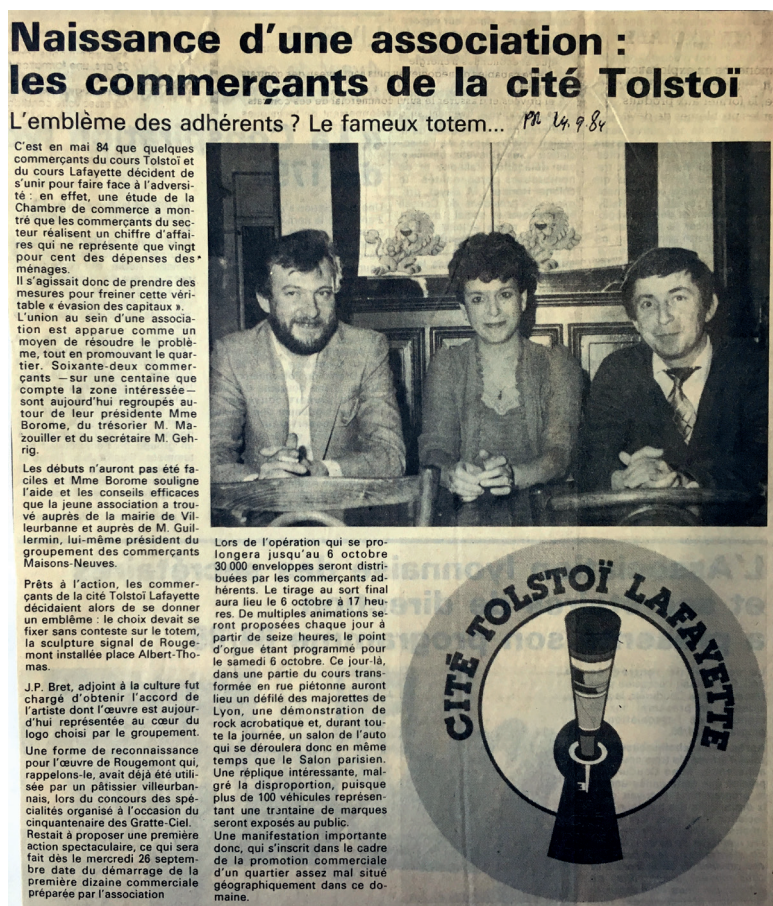 Naissance d'une association :
les commerçants de la cité Tolstoï
L'emblème des adhérents ? Le fameux totem...
24.9.84
C'est en mai 84 que quelques
commerçants du cours Tolstoï et
du cours Lafayette décident de
s'unir pour faire face à l'adversi-
té : en effet, une étude de la
Chambre de commerce a mon-
tré que les commerçants du sec-
teur réalisent un chiffre d'affai-
res qui ne représente que vingt
pour cent des dépenses des
ménages.
Il s'agissait donc de prendre des
mesures pour freiner cette véri-
table « évasion des capitaux ».
L'union au sein d'une associa-
tion est apparue comme un
moyen de résoudre le problè-
me, tout en promouvant le quar-
tier. Soixante-deux commer-
çants —sur une centaine que
compte la zone intéressée—
sont aujourd'hui regroupés au-
tour de leur présidente Mme
Borome, du trésorier M. Ma-
zouiller et du secrétaire M. Geh-
rig.
Les débuts n'auront pas été fa-
ciles et Mme Borome souligne
l'aide et les conseils efficaces
que la jeune association a trou-
vé auprès de la mairie de Vil-
leurbanne et auprès de M. Guil-
lermin, lui-même président du
groupement des commerçants
Maisons-Neuves.
Prêts à l'action, les commer-
çants de la cité Tolstoï Lafayette
décidaient alors de se donner
un emblème : le choix devait se
fixer sans conteste sur le totem,
la sculpture signal de Rouge-
mont installée place Albert-Tho-
mas.
J.P. Bret, adjoint à la culture fut
chargé d'obtenir l'accord de
l'artiste dont l'œuvre est aujour-
d'hui représentée au cœur du
logo choisi par le groupement.
Une forme de reconnaissance
pour l'œuvre de Rougemont qui,
rappelons-le, avait déjà été utili-
sée par un pâtissier villeurban-
nais, lors du concours des spé-
cialités organisé à l'occasion du
cinquantenaire des Gratte-Ciel.
Restait à proposer une première
action spectaculaire, ce qui sera
fait dès le mercredi 26 septem-
bre date du démarrage de la
première dizaine commerciale
préparée par l'association
Lors de l'opération qui se pro-
longera jusqu'au 6 octobre
30 000 enveloppes seront distri-
buées par les commerçants ad-
hérents. Le tirage au sort final
aura lieu le 6 octobre à 17 heu-
res. De multiples animations se-
ront proposées chaque jour à
partir de seize heures, le point
d'orgue étant programmé pour
le samedi 6 octobre. Ce jour-là,
dans une partie du cours trans-
formée en rue piétonne auront
lieu un défilé des majorettes de
Lyon, une démonstration de
rock acrobatique et, durant tou-
te la journée, un salon de l'auto
qui se déroulera donc en même
temps que le Salon parisien.
Une réplique intéressante, mal-
gré la disproportion, puisque
plus de 100 véhicules représen-
tant une trentaine de marques
seront exposés au public.
Une manifestation importante
donc, qui s'inscrit dans le cadre
de la promotion commerciale
d'un quartier assez mal situé
géographiquement dans ce do-
maine.
CITÉ TOLSTOÏ LAFAYETTE